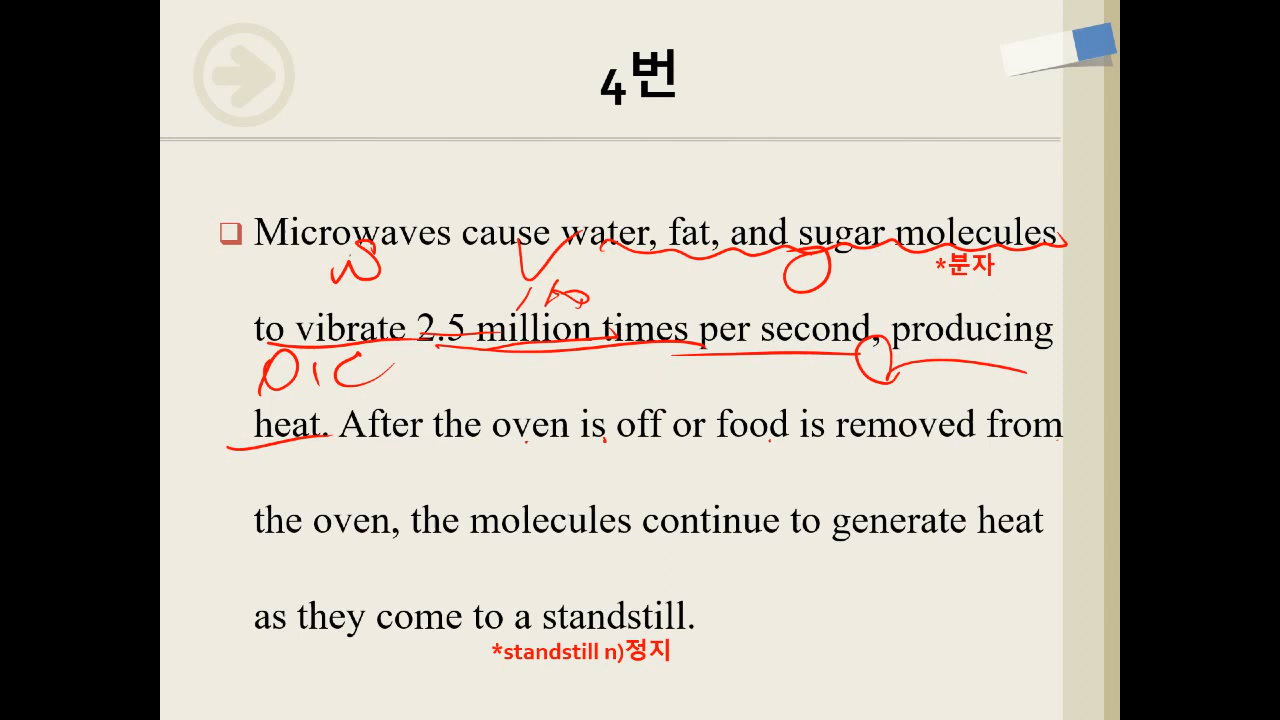 4번
Microwaves cause water, fat, and sugar molecules
*분자
to vibrate 2.5 million times per second, producing
O.C
heat. After the oven is off or food is removed from
the oven, the molecules continue to generate heat
as they come to a standstill.
*standstill n)정지